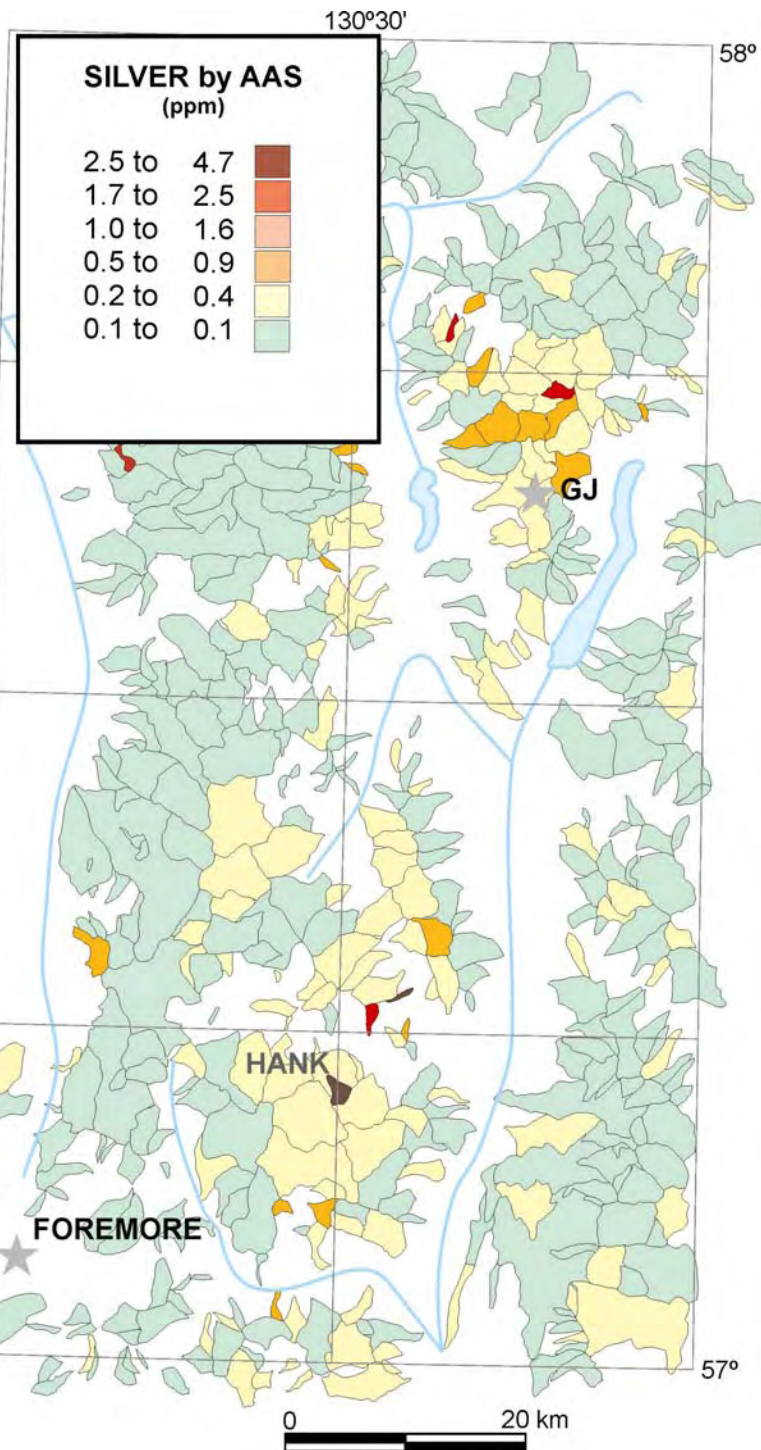 130º30'
58º
SILVER by AAS
(ppm)
2.5 to 4.7
1.7 to 2.5
1.0 to 1.6
0.5 to 0.9
0.2 to 0.4
0.1 to 0.1
GJ
HANK
FOREMORE
57º
0 20 km